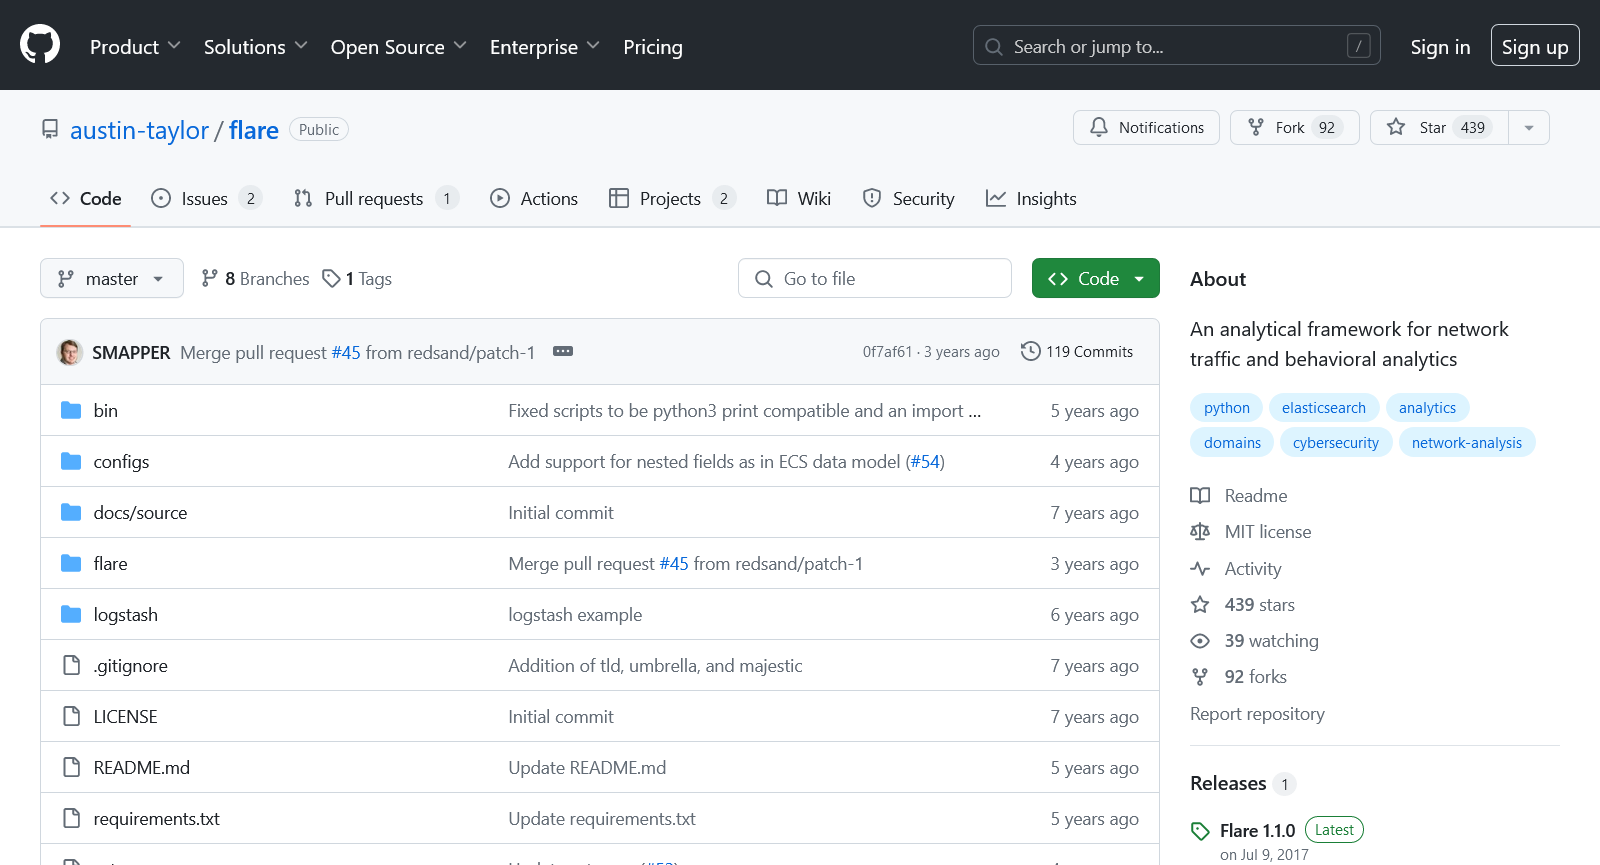 Product Solutions Open Source Enterprise Pricing Search or jump to... / Sign in Sign up
austin-taylor / flare Public Notifications Fork 92 Star 439
Code Issues 2 Pull requests 1 Actions Projects 2 Wiki Security Insights
master 8 Branches 1 Tags Go to file Code
SMAPPER Merge pull request #45 from redsand/patch-1 0f7af61 · 3 years ago 119 Commits
bin Fixed scripts to be python3 print compatible and an import ... 5 years ago
configs Add support for nested fields as in ECS data model (#54) 4 years ago
docs/source Initial commit 7 years ago
flare Merge pull request #45 from redsand/patch-1 3 years ago
logstash logstash example 6 years ago
.gitignore Addition of tld, umbrella, and majestic 7 years ago
LICENSE Initial commit 7 years ago
README.md Update README.md 5 years ago
requirements.txt Update requirements.txt 5 years ago
About
An analytical framework for network
traffic and behavioral analytics
python elasticsearch analytics
domains cybersecurity network-analysis
Readme
MIT license
Activity
439 stars
39 watching
92 forks
Report repository
Releases 1
Flare 1.1.0 Latest
on Jul 9, 2017